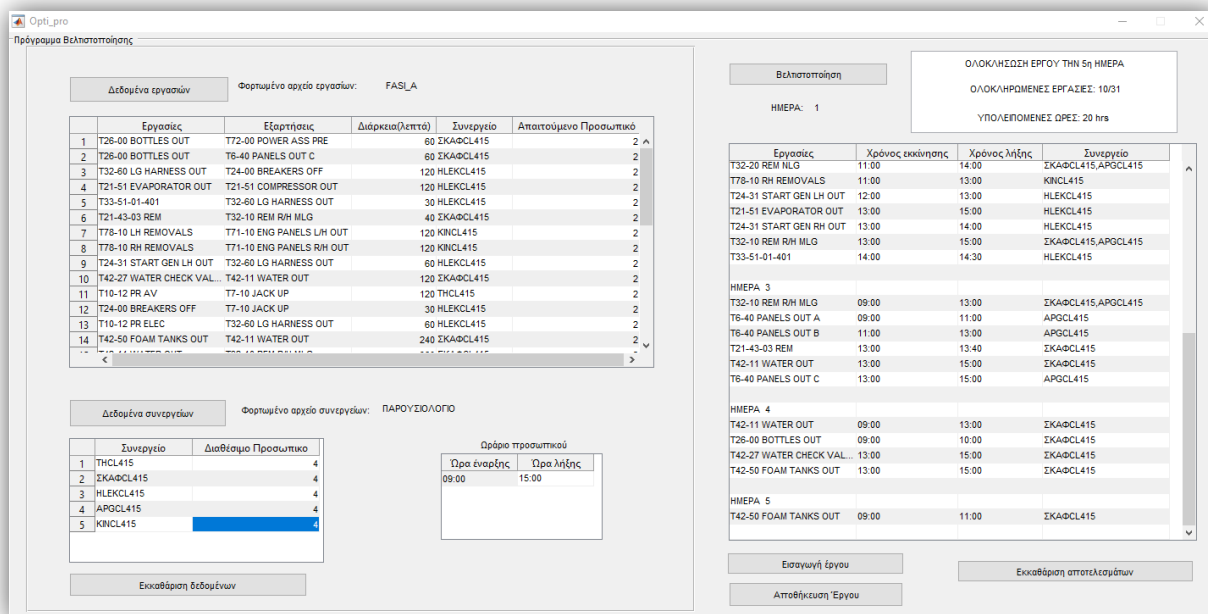 Opti_pro
Πρόγραμμα Βελτιστοποίησης
Δεδομένα εργασιών
Φορτωμένο αρχείο εργασιών: FASI_A
Εργασίες Εξαρτήσεις Διάρκεια(λεπτά) Συνεργείο Απαιτούμενο Προσωπικό
1 T26-00 BOTTLES OUT T72-00 POWER ASS PRE 60 ΣΚΑΦCL415 2
2 T26-00 BOTTLES OUT T6-40 PANELS OUT C 60 ΣΚΑΦCL415 2
3 T32-60 LG HARNESS OUT T24-00 BREAKERS OFF 120 HLEKCL415 2
4 T21-51 EVAPORATOR OUT T21-51 COMPRESSOR OUT 120 HLEKCL415 2
5 T33-51-01-401 T32-60 LG HARNESS OUT 30 HLEKCL415 2
6 T21-43-03 REM T32-10 REM R/H MLG 40 ΣΚΑΦCL415 2
7 T78-10 LH REMOVALS T71-10 ENG PANELS L/H OUT 120 KINCL415 2
8 T78-10 RH REMOVALS T71-10 ENG PANELS R/H OUT 120 KINCL415 2
9 T24-31 START GEN LH OUT T32-60 LG HARNESS OUT 60 HLEKCL415 2
10 T42-27 WATER CHECK VAL... T42-11 WATER OUT 120 ΣΚΑΦCL415 2
11 T10-12 PR AV T7-10 JACK UP 120 THCL415 2
12 T24-00 BREAKERS OFF T7-10 JACK UP 30 HLEKCL415 2
13 T10-12 PR ELEC T32-60 LG HARNESS OUT 60 HLEKCL415 2
14 T42-50 FOAM TANKS OUT T42-11 WATER OUT 240 ΣΚΑΦCL415 2
Δεδομένα συνεργείων
Φορτωμένο αρχείο συνεργείων: ΠΑΡΟΥΣΙΟΛΟΓΙΟ
Συνεργείο Διαθέσιμο Προσωπικο
1 THCL415 4
2 ΣΚΑΦCL415 4
3 HLEKCL415 4
4 APGCL415 4
5 KINCL415 4
Ωράριο προσωπικού
Ώρα έναρξης Ώρα λήξης
09:00 15:00
Εκκαθάριση δεδομένων
Βελτιστοποίηση
ΗΜΕΡΑ: 1
ΟΛΟΚΛΗΣΩΣΗ ΕΡΓΟΥ ΤΗΝ 5η ΗΜΕΡΑ
ΟΛΟΚΛΗΡΩΜΕΝΕΣ ΕΡΓΑΣΙΕΣ: 10/31
ΥΠΟΛΕΙΠΟΜΕΝΕΣ ΩΡΕΣ: 20 hrs
Εργασίες Χρόνος εκκίνησης Χρόνος λήξης Συνεργείο
T32-20 REM NLG 11:00 14:00 ΣΚΑΦCL415,APGCL415
T78-10 RH REMOVALS 11:00 13:00 KINCL415
T24-31 START GEN LH OUT 12:00 13:00 HLEKCL415
T21-51 EVAPORATOR OUT 13:00 15:00 HLEKCL415
T24-31 START GEN RH OUT 13:00 14:00 HLEKCL415
T32-10 REM R/H MLG 13:00 15:00 ΣΚΑΦCL415,APGCL415
T33-51-01-401 14:00 14:30 HLEKCL415
ΗΜΕΡΑ 3
T32-10 REM R/H MLG 09:00 13:00 ΣΚΑΦCL415,APGCL415
T6-40 PANELS OUT A 09:00 11:00 APGCL415
T6-40 PANELS OUT B 11:00 13:00 APGCL415
T21-43-03 REM 13:00 13:40 ΣΚΑΦCL415
T42-11 WATER OUT 13:00 15:00 ΣΚΑΦCL415
T6-40 PANELS OUT C 13:00 15:00 APGCL415
ΗΜΕΡΑ 4
T42-11 WATER OUT 09:00 13:00 ΣΚΑΦCL415
T26-00 BOTTLES OUT 09:00 10:00 ΣΚΑΦCL415
T42-27 WATER CHECK VAL... 13:00 15:00 ΣΚΑΦCL415
T42-50 FOAM TANKS OUT 13:00 15:00 ΣΚΑΦCL415
ΗΜΕΡΑ 5
T42-50 FOAM TANKS OUT 09:00 11:00 ΣΚΑΦCL415
Εισαγωγή έργου
Αποθήκευση Έργου
Εκκαθάριση αποτελεσμάτων